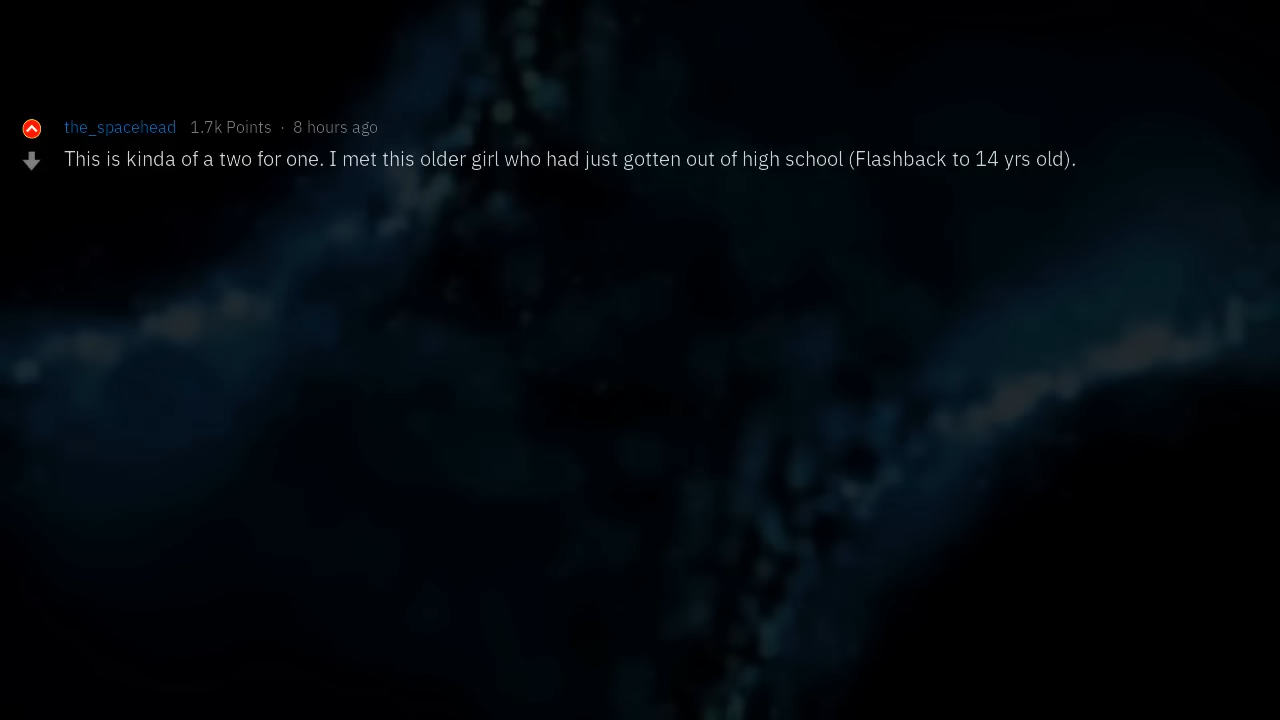 the_spacehead 1.7k Points · 8 hours ago
This is kinda of a two for one. I met this older girl who had just gotten out of high school (Flashback to 14 yrs old).